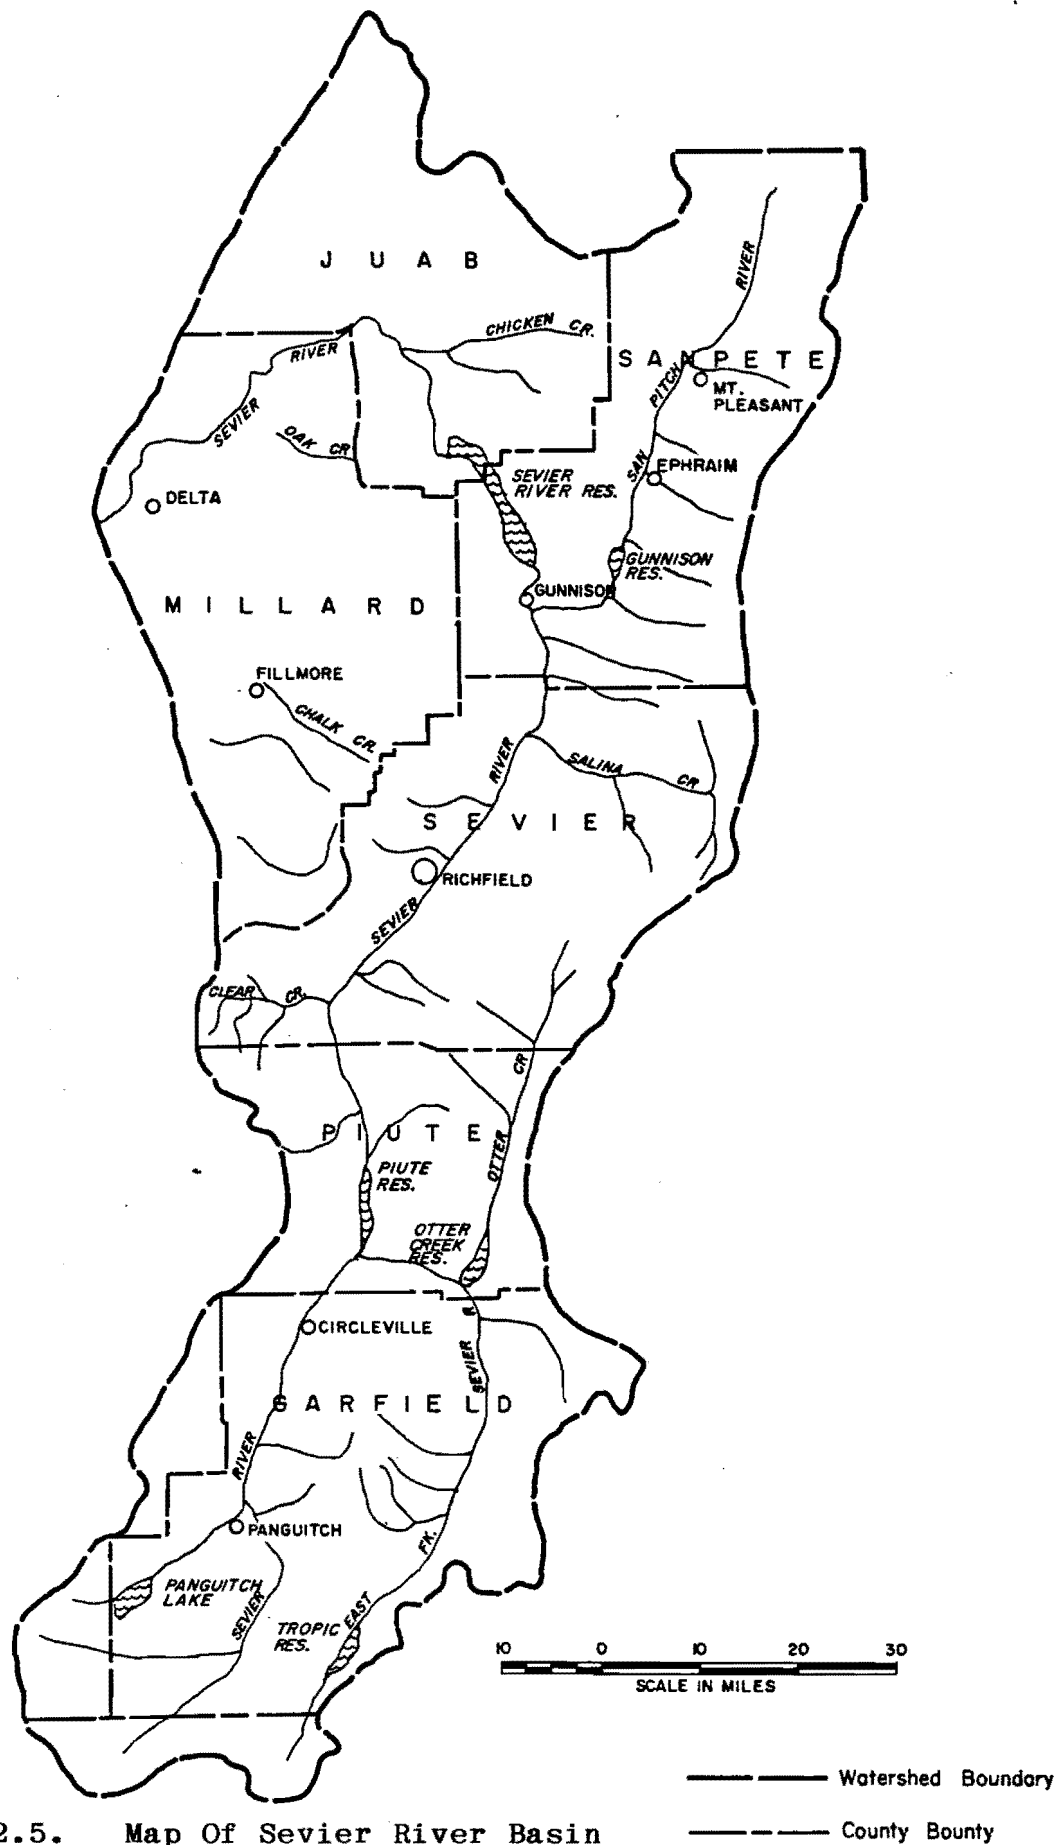 JUAB
RIVER
CHICKEN CR.
SANPETE
RIVER
SEVIER
PITCH
MT.
PLEASANT
OAK CR
SAN
EPHRAIM
DELTA
SEVIER
RIVER RES.
GUNNISON
RES.
GUNNISON
MILLARD
FILLMORE
CHALK CR.
RIVER
SALINA CR
SEVIER
RICHFIELD
SEVIER
CLEAR CR.
CR
PIUTE
OTTER
PIUTE
RES.
OTTER
CREEK
RES.
R.
CIRCLEVILLE
SEVIER
GARFIELD
RIVER
PANGUITCH
FK.
PANGUITCH
LAKE
SEVIER
TROPIC
RES.
EAST
10 0 10 20 30
SCALE IN MILES
Watershed Boundary
County Bounty
2.5. Map Of Sevier River Basin